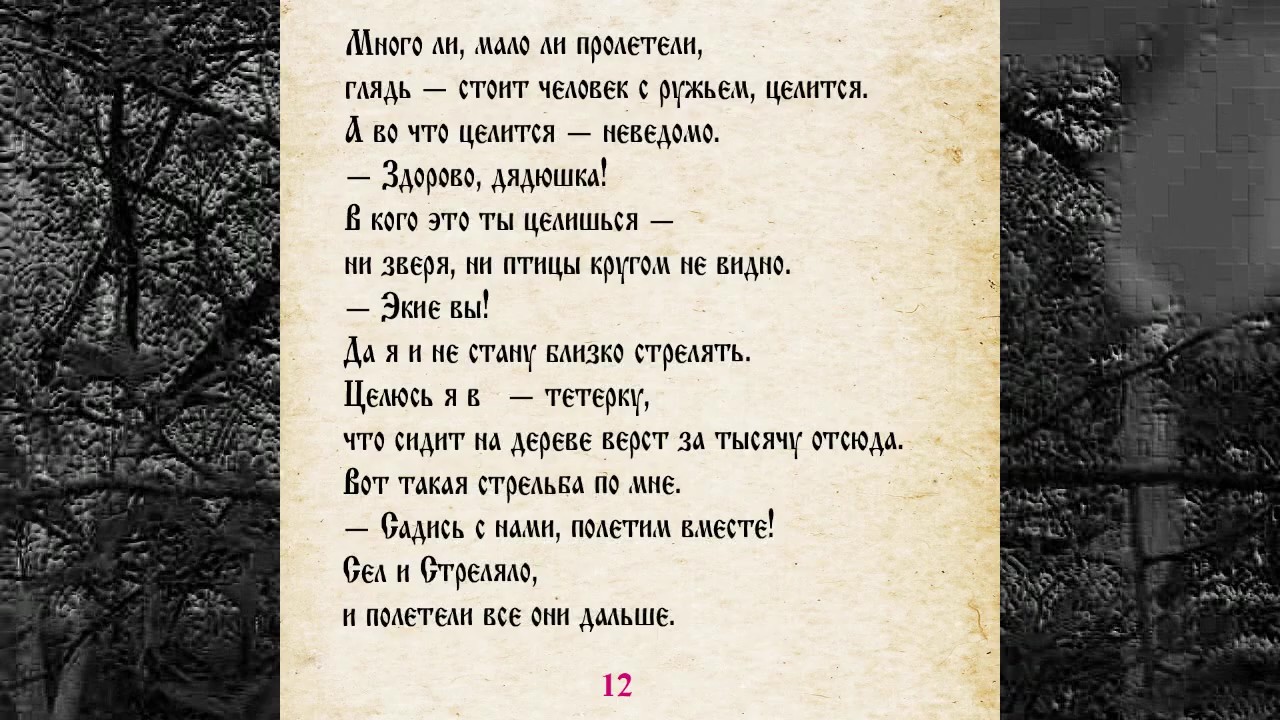 Много ли, мало ли пролетели,
глядь — стоит человек с ружьем, целится.
А во что целится — неведомо.
— Здорово, дядюшка!
В кого это ты целишься —
ни зверя, ни птицы кругом не видно.
— Экие вы!
Да я и не стану близко стрелять.
Целюсь я в — тетерку,
что сидит на дереве верст за тысячу отсюда.
Вот такая стрельба по мне.
— Садись с нами, полетим вместе!
Сел и Стреляло,
и полетели все они дальше.
12